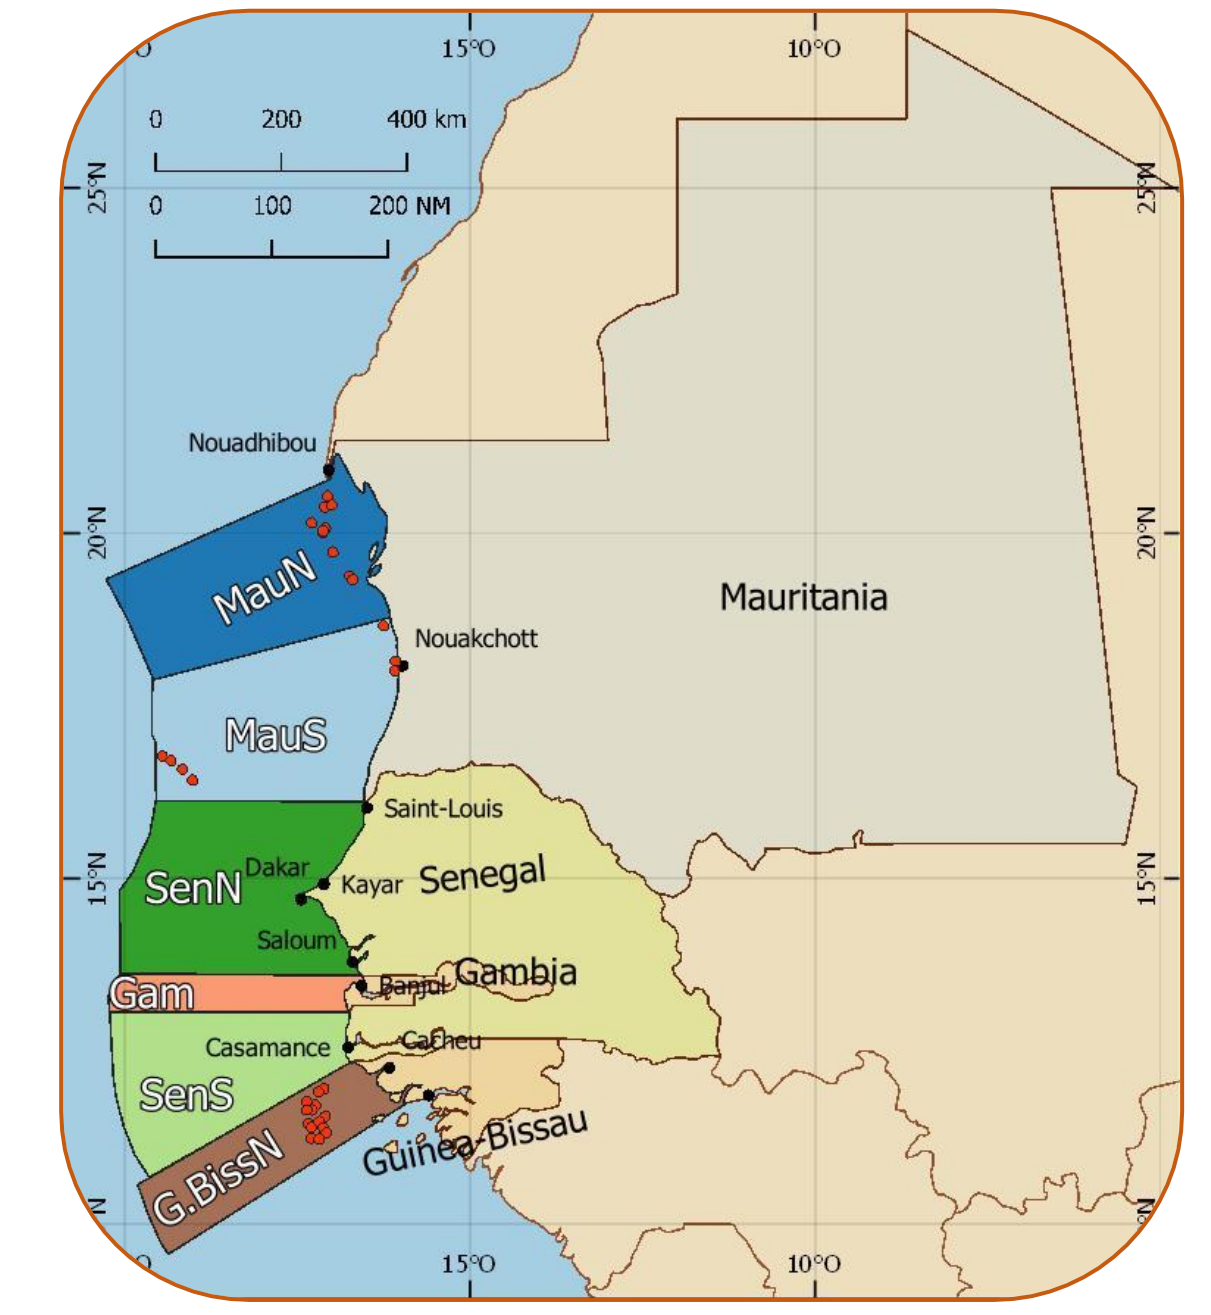 O 15°O 10°O
0 200 400 km
25°N 25°N
0 100 200 NM
Nouadhibou
20°N 20°N
MauN
Mauritania
Nouakchott
MauS
Saint-Louis
Dakar
Kayar
Senegal
15°N 15°N
SenN
Saloum
Gambia
Gam
Banjul
Casamance
Cacheu
SenS
Guinea-Bissau
G.BissN
N °N
O 15°O 10°O